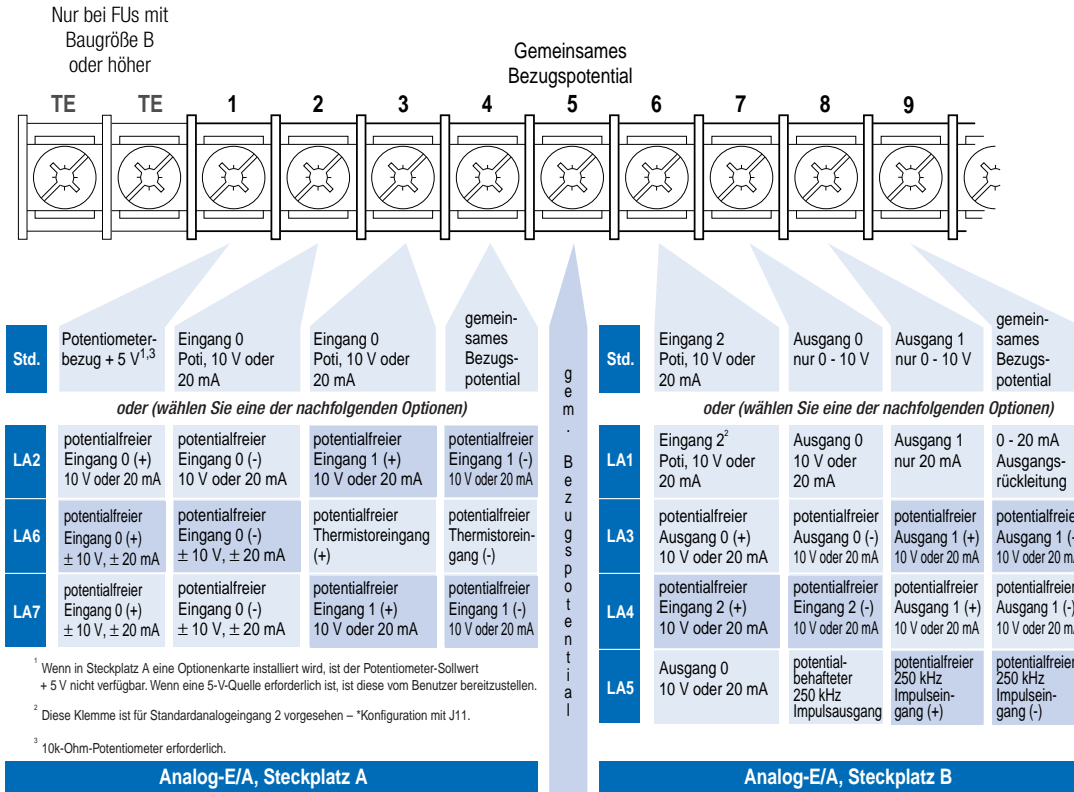 Nur bei FUs mit
Baugröße B
oder höher
Gemeinsames
Bezugspotential
TE TE 1 2 3 4 5 6 7 8 9
Std.
Potentiometer-
bezug + 5 V1,3
Eingang 0
Poti, 10 V oder
20 mA
Eingang 0
Poti, 10 V oder
20 mA
gemein-
sames
Bezugs-
potential
oder (wählen Sie eine der nachfolgenden Optionen)
LA2
potentialfreier
Eingang 0 (+)
10 V oder 20 mA
potentialfreier
Eingang 0 (-)
10 V oder 20 mA
potentialfreier
Eingang 1 (+)
10 V oder 20 mA
potentialfreier
Eingang 1 (-)
10 V oder 20 mA
LA6
potentialfreier
Eingang 0 (+)
± 10 V, ± 20 mA
potentialfreier
Eingang 0 (-)
± 10 V, ± 20 mA
potentialfreier
Thermistoreingang
(+)
potentialfreier
Thermistorein-
gang (-)
LA7
potentialfreier
Eingang 0 (+)
± 10 V, ± 20 mA
potentialfreier
Eingang 0 (-)
± 10 V, ± 20 mA
potentialfreier
Eingang 1 (+)
10 V oder 20 mA
potentialfreier
Eingang 1 (-)
10 V oder 20 mA
1 Wenn in Steckplatz A eine Optionenkarte installiert wird, ist der Potentiometer-Sollwert
+ 5 V nicht verfügbar. Wenn eine 5-V-Quelle erforderlich ist, ist diese vom Benutzer bereitzustellen.
2 Diese Klemme ist für Standardanalogeingang 2 vorgesehen – *Konfiguration mit J11.
3 10k-Ohm-Potentiometer erforderlich.
Analog-E/A, Steckplatz A
gem. Bezugspotential
Std.
Eingang 2
Poti, 10 V oder
20 mA
Ausgang 0
nur 0 - 10 V
Ausgang 1
nur 0 - 10 V
gemein-
sames
Bezugs-
potential
oder (wählen Sie eine der nachfolgenden Optionen)
LA1
Eingang 2²
Poti, 10 V oder
20 mA
Ausgang 0
10 V oder
20 mA
Ausgang 1
nur 20 mA
0 - 20 mA
Ausgangs-
rückleitung
LA3
potentialfreier
Ausgang 0 (+)
10 V oder 20 mA
potentialfreier
Ausgang 0 (-)
10 V oder 20 mA
potentialfreier
Ausgang 1 (+)
10 V oder 20 mA
potentialfreier
Ausgang 1 (-
10 V oder 20 mA
LA4
potentialfreier
Eingang 2 (+)
10 V oder 20 mA
potentialfreier
Eingang 2 (-)
10 V oder 20 mA
potentialfreier
Ausgang 1 (+)
10 V oder 20 mA
potentialfreier
Ausgang 1 (-)
10 V oder 20 mA
LA5
Ausgang 0
10 V oder 20 mA
potential-
behafteter
250 kHz
Impulsausgang
potentialfreier
250 kHz
Impulsein-
gang (+)
potentialfreier
250 kHz
Impulsein-
gang (-)
Analog-E/A, Steckplatz B